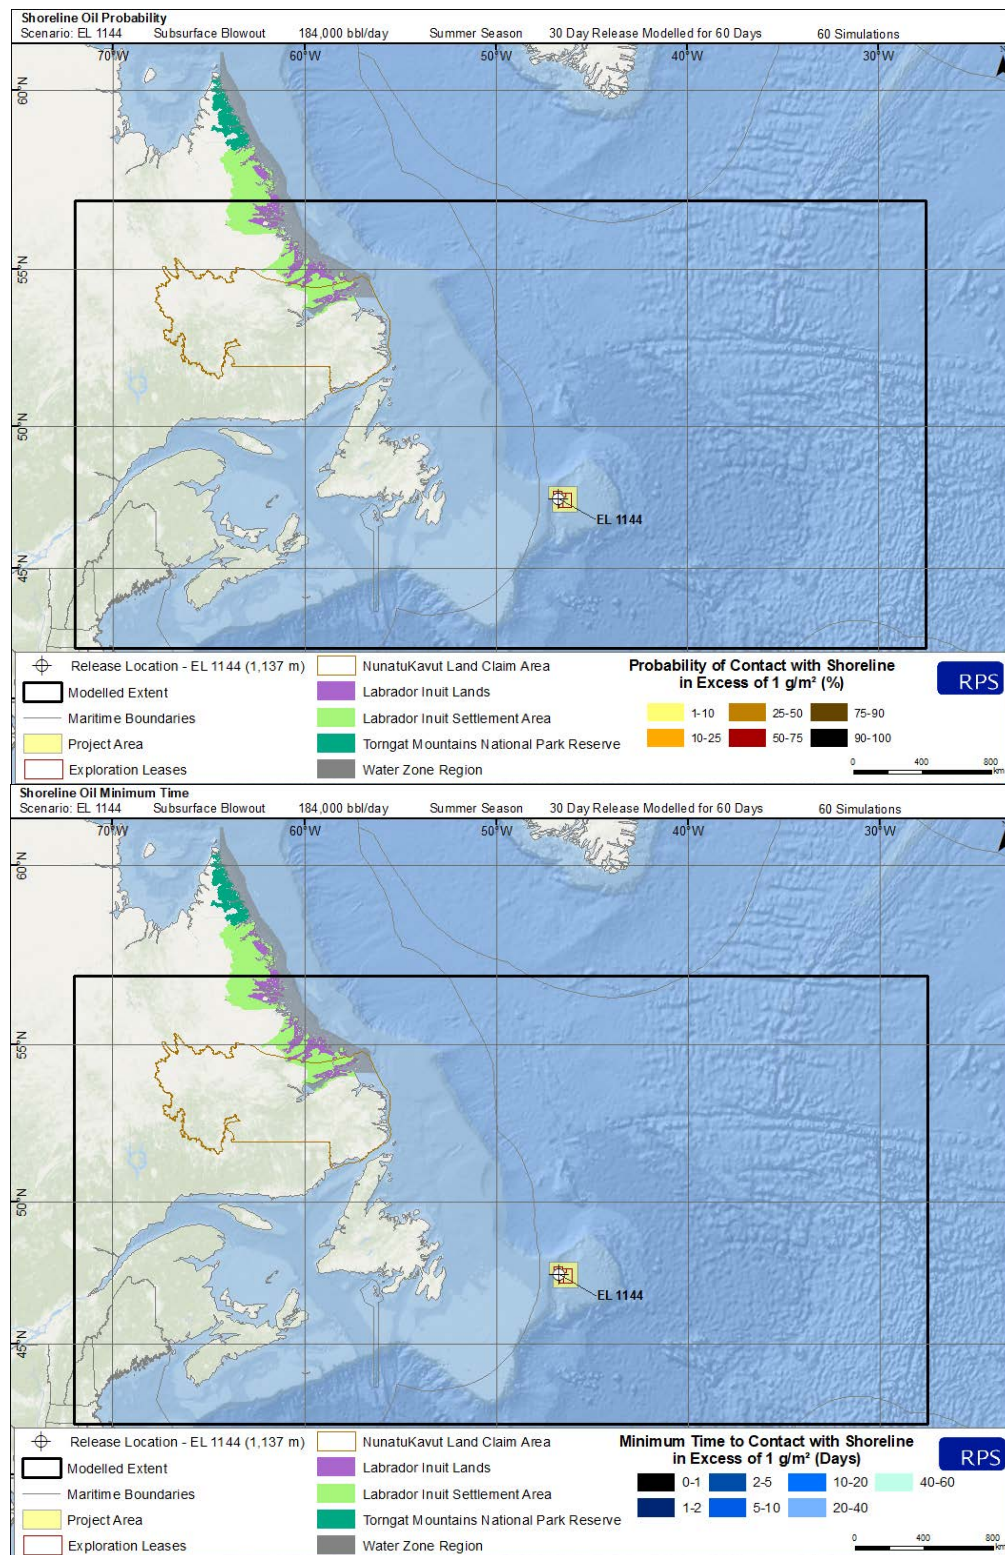 Shoreline Oil Probability
Scenario: EL 1144 Subsurface Blowout 184,000 bbl/day Summer Season 30 Day Release Modelled for 60 Days 60 Simulations
70°W 60°W 50°W 40°W 30°W
60°N
55°N
50°N
45°N
EL 1144
Release Location - EL 1144 (1,137 m)
Modelled Extent
Maritime Boundaries
Project Area
Exploration Leases
NunatuKavut Land Claim Area
Labrador Inuit Lands
Labrador Inuit Settlement Area
Torngat Mountains National Park Reserve
Water Zone Region
Probability of Contact with Shoreline
in Excess of 1 g/m² (%)
1-10 25-50 75-90
10-25 50-75 90-100
RPS
0 400 800
km
Shoreline Oil Minimum Time
Scenario: EL 1144 Subsurface Blowout 184,000 bbl/day Summer Season 30 Day Release Modelled for 60 Days 60 Simulations
70°W 60°W 50°W 40°W 30°W
60°N
55°N
50°N
45°N
EL 1144
Release Location - EL 1144 (1,137 m)
Modelled Extent
Maritime Boundaries
Project Area
Exploration Leases
NunatuKavut Land Claim Area
Labrador Inuit Lands
Labrador Inuit Settlement Area
Torngat Mountains National Park Reserve
Water Zone Region
Minimum Time to Contact with Shoreline
in Excess of 1 g/m² (Days)
0-1 2-5 10-20 40-60
1-2 5-10 20-40
RPS
0 400 800
km